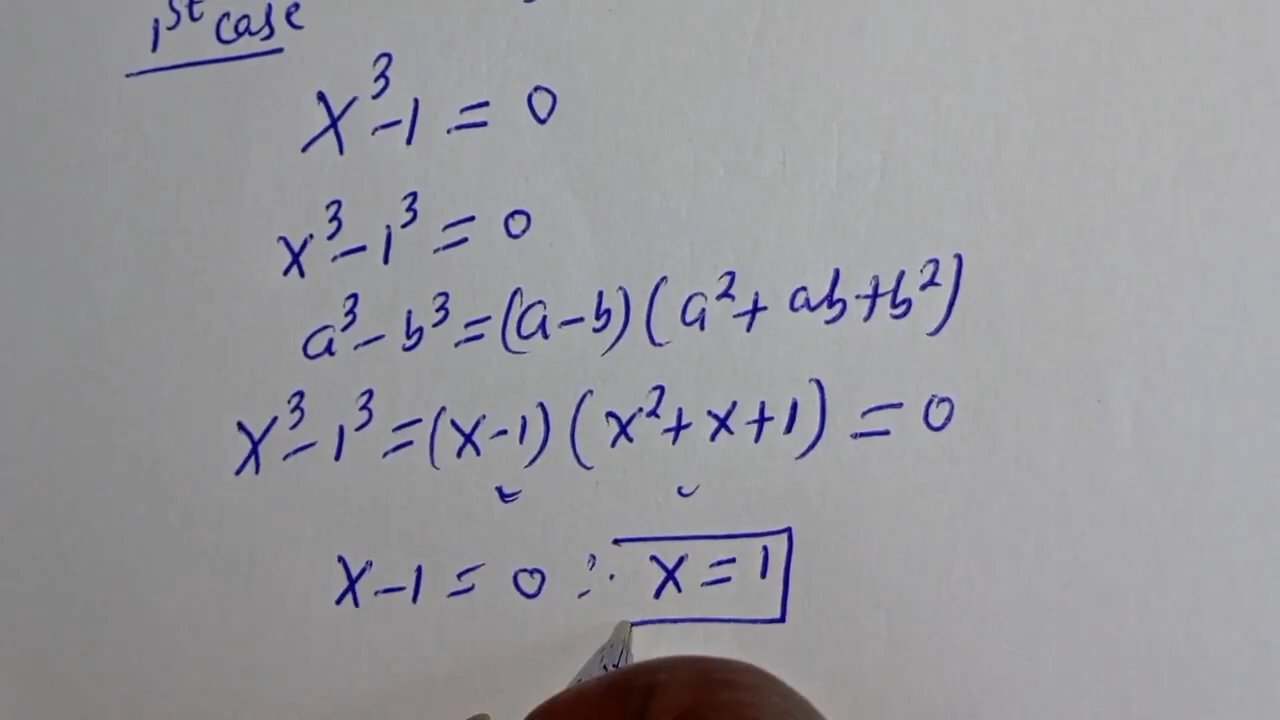 1st case
x³-1 = 0
x³-1³ = 0
a³-b³=(a-b)(a²+ab+b²)
x³-1³=(x-1)(x²+x+1)=0
x-1=0 ∴ x=1